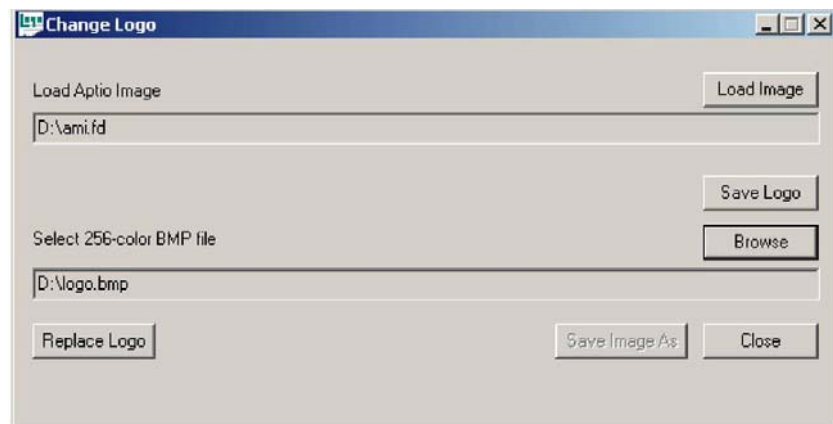 Change Logo
Load Aptio Image
Load Image
D:\ami.fd
Save Logo
Select 256-color BMP file
Browse
D:\logo.bmp
Replace Logo
Save Image As
Close